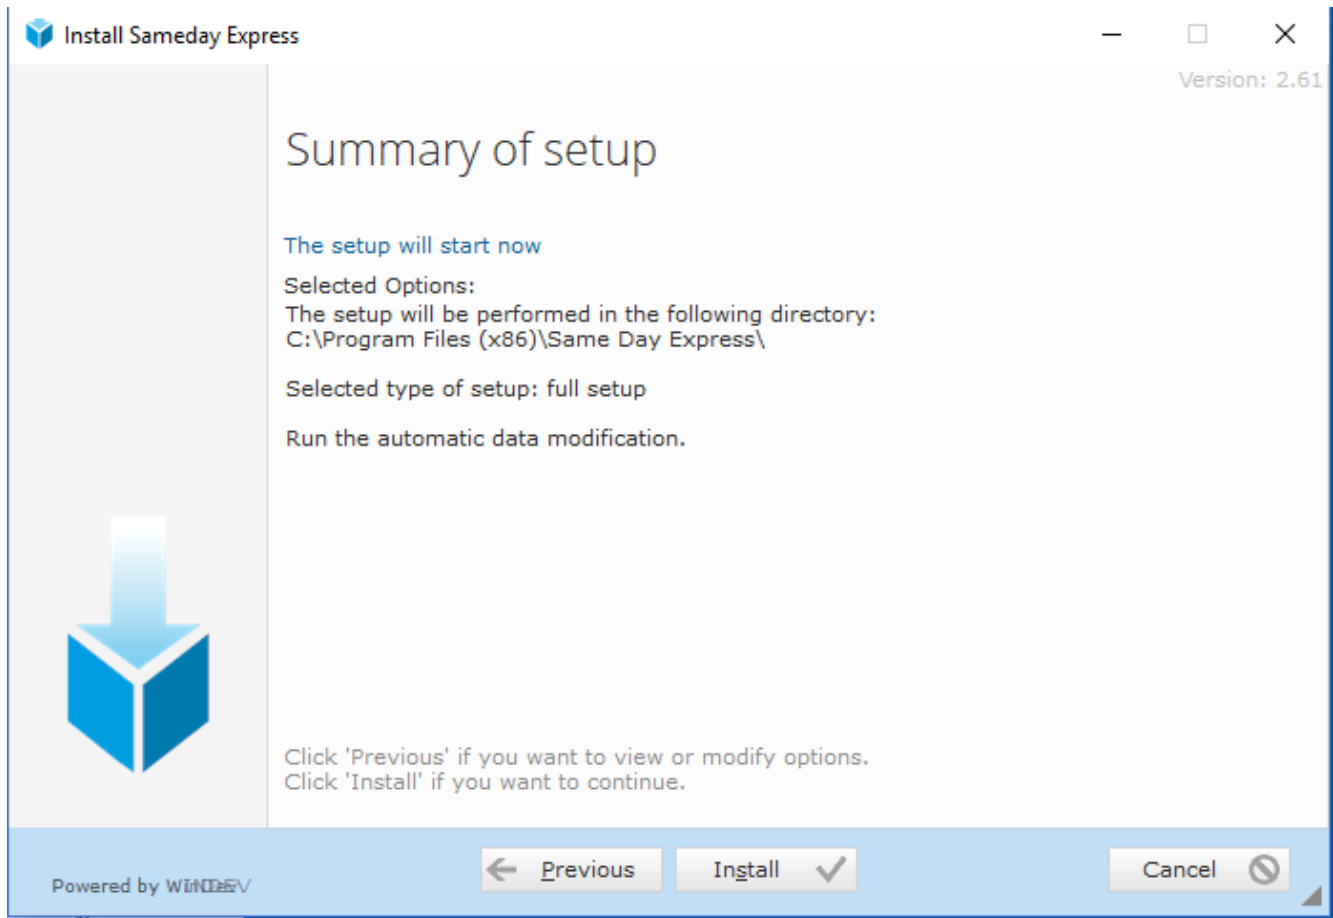 Install Sameday Express
Version: 2.61
Summary of setup
The setup will start now
Selected Options:
The setup will be performed in the following directory:
C:\Program Files (x86)\Same Day Express\
Selected type of setup: full setup
Run the automatic data modification.
Click 'Previous' if you want to view or modify options.
Click 'Install' if you want to continue.
Previous
Install
Cancel
Powered by